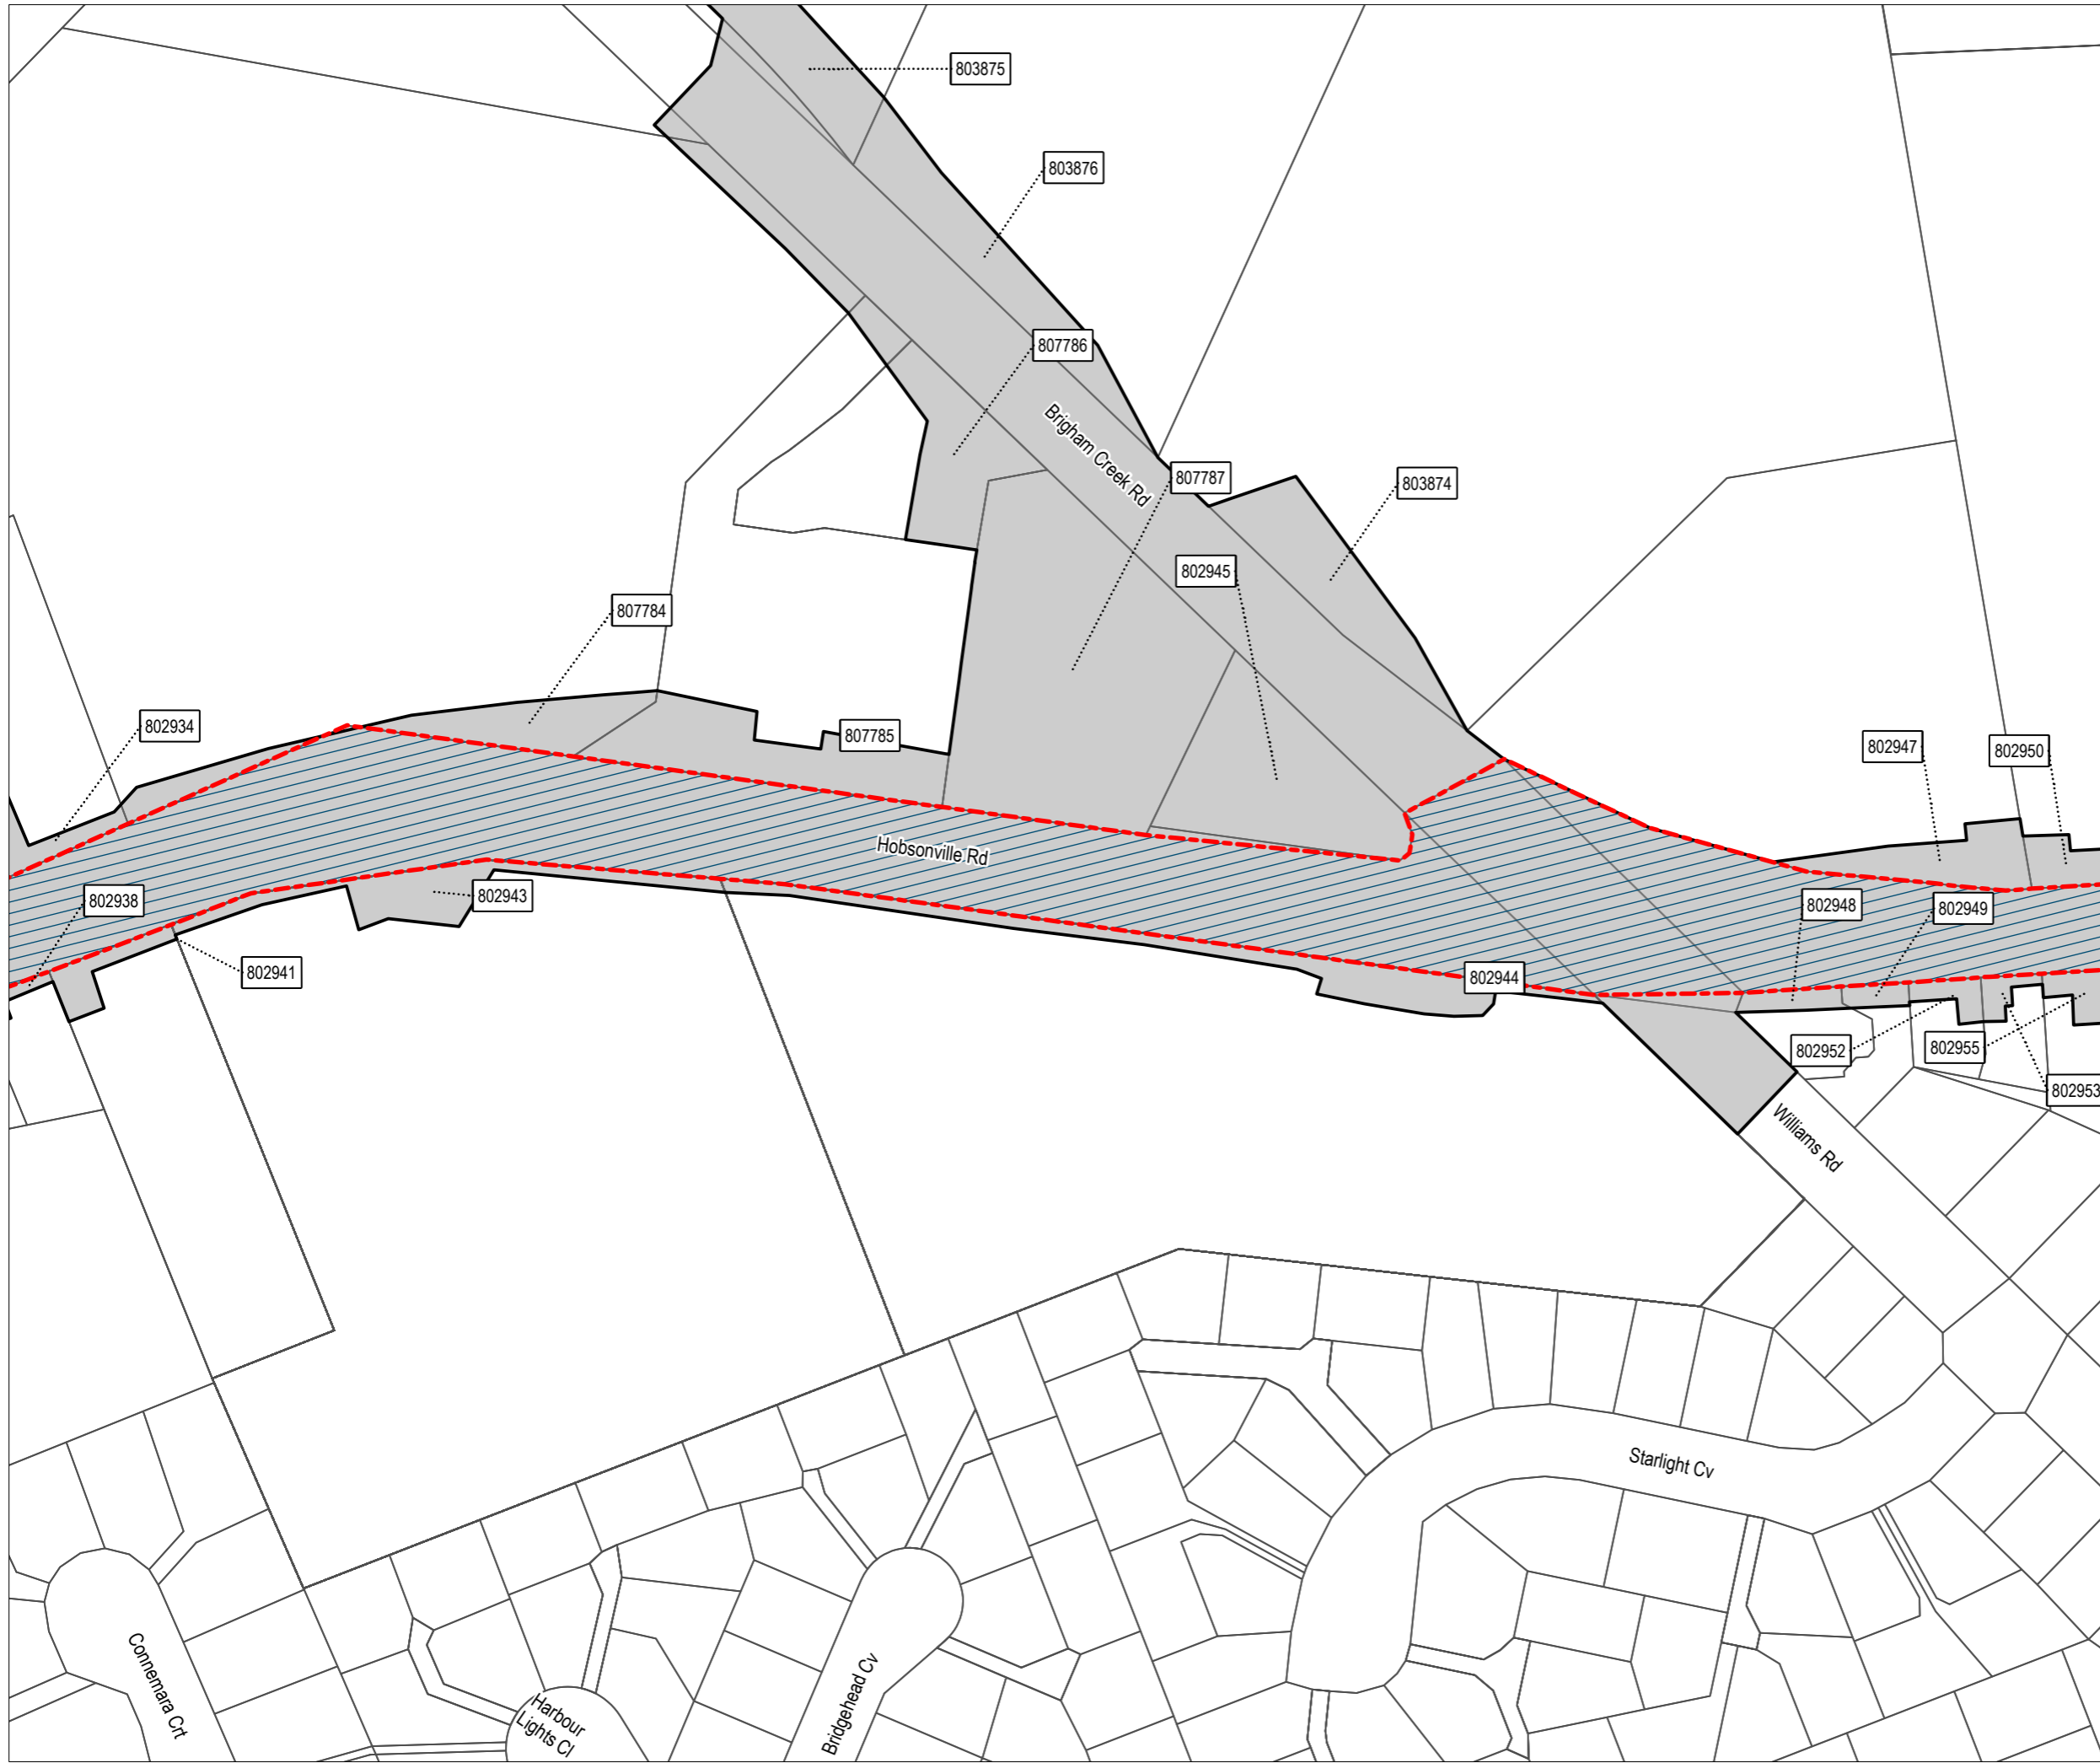 803875
803876
807786
Brigham Creek Rd
807787
803874
802945
807784
802934
807785
802947
802950
Hobsonville Rd
802938
802943
802948
802949
802941
802944
802952
802955
802953
Williams Rd
Starlight Cv
Connemara Crt
Harbour
Lights Cl
Bridgehead Cv